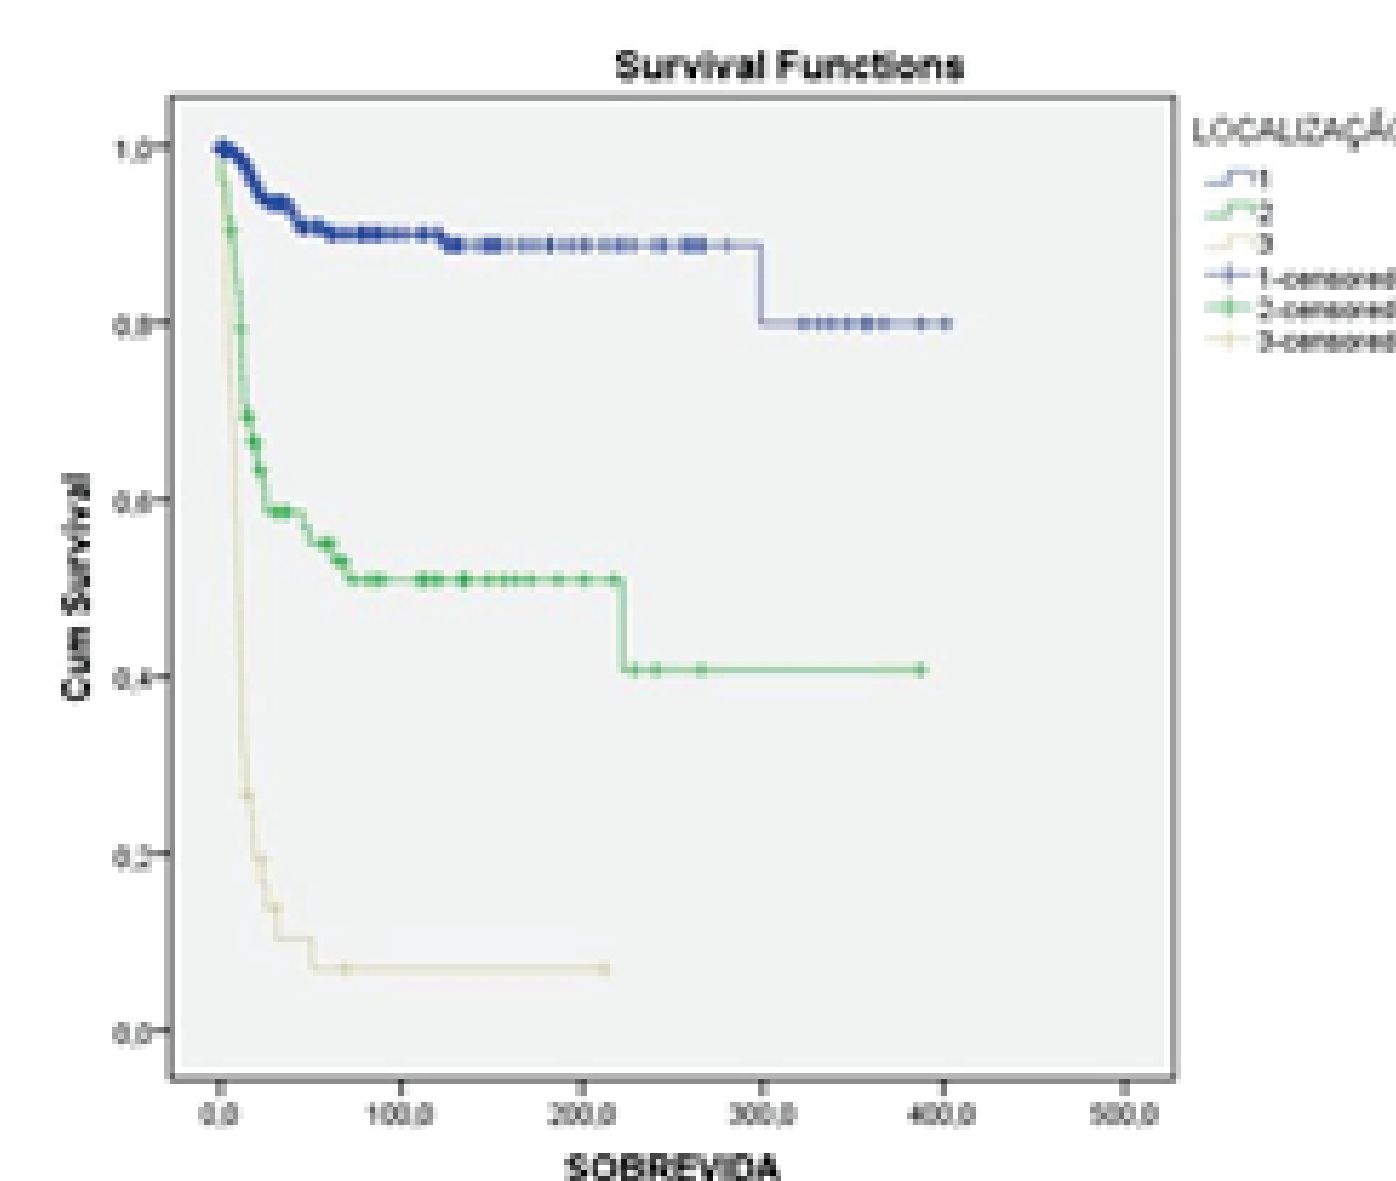 Survival Functions
LOCALIZAÇÃO
1
2
3
1-censored
2-censored
3-censored
Cum Survival
1,0
0,8
0,6
0,4
0,2
0,0
0,0
100,0
200,0
300,0
400,0
500,0
SOBREVIDA